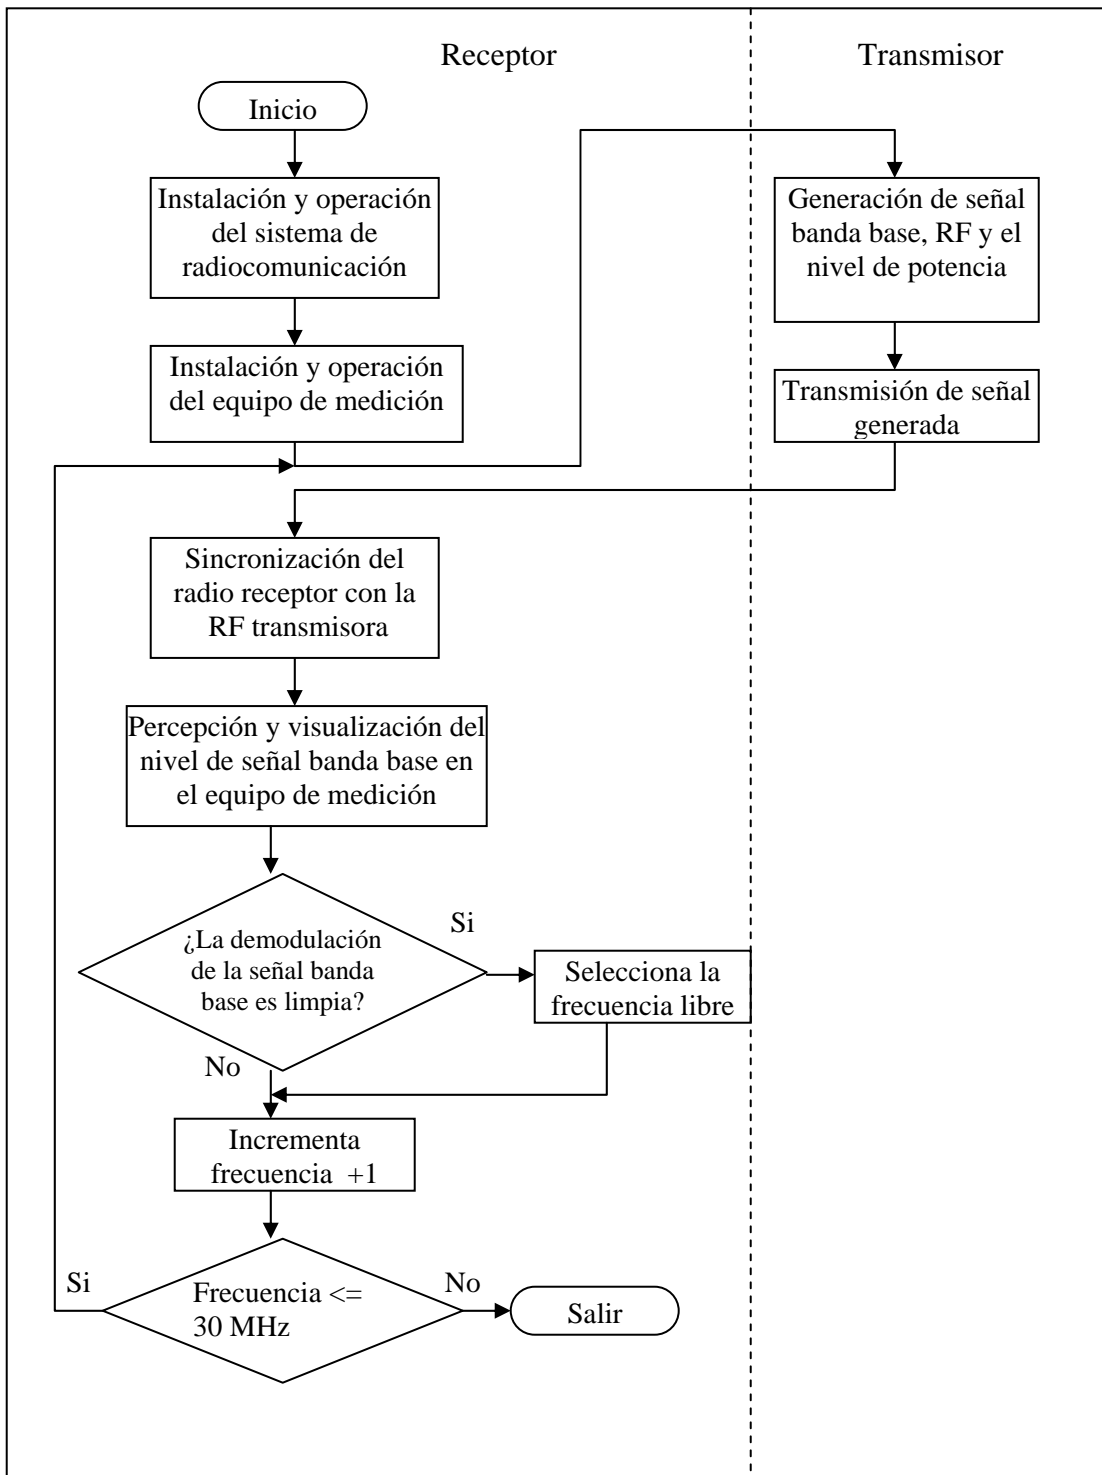 Receptor
Transmisor
Inicio
Instalación y operación
del sistema de
radiocomunicación
Generación de señal
banda base, RF y el
nivel de potencia
Instalación y operación
del equipo de medición
Transmisión de señal
generada
Sincronización del
radio receptor con la
RF transmisora
Percepción y visualización del
nivel de señal banda base en
el equipo de medición
¿La demodulación
de la señal banda
base es limpia?
Si
Selecciona la
frecuencia libre
No
Incrementa
frecuencia +1
Si
Frecuencia <=
30 MHz
No
Salir